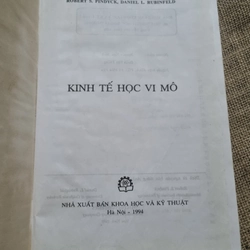 ROBERT S. PINDYCK, DANIEL L. RUBINFELD
KINH TẾ HỌC VI MÔ
NHÀ XUẤT BẢN KHOA HỌC VÀ KỸ THUẬT
Hà Nội - 1994